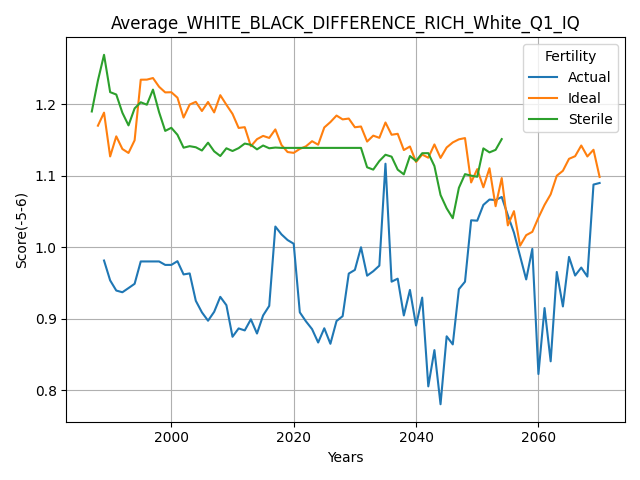 Average_WHITE_BLACK_DIFFERENCE_RICH_White_Q1_IQ
Fertility
Actual
Ideal
Sterile
Score(-5-6)
1.2
1.1
1.0
0.9
0.8
2000
2020
2040
2060
Years